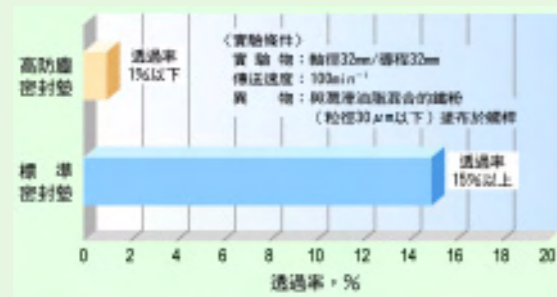 高防塵
密封墊
透過率
1%以下
〈實驗條件〉
實 驗 物：軸徑32mm/導程32mm
傳送速度：100min⁻¹
異 物：與潤滑油脂混合的鐵粉
（粒徑30μm以下）塗布於螺桿
標 準
密封墊
透過率
15%以上
0 2 4 6 8 10 12 14 16 18 20
透過率，%